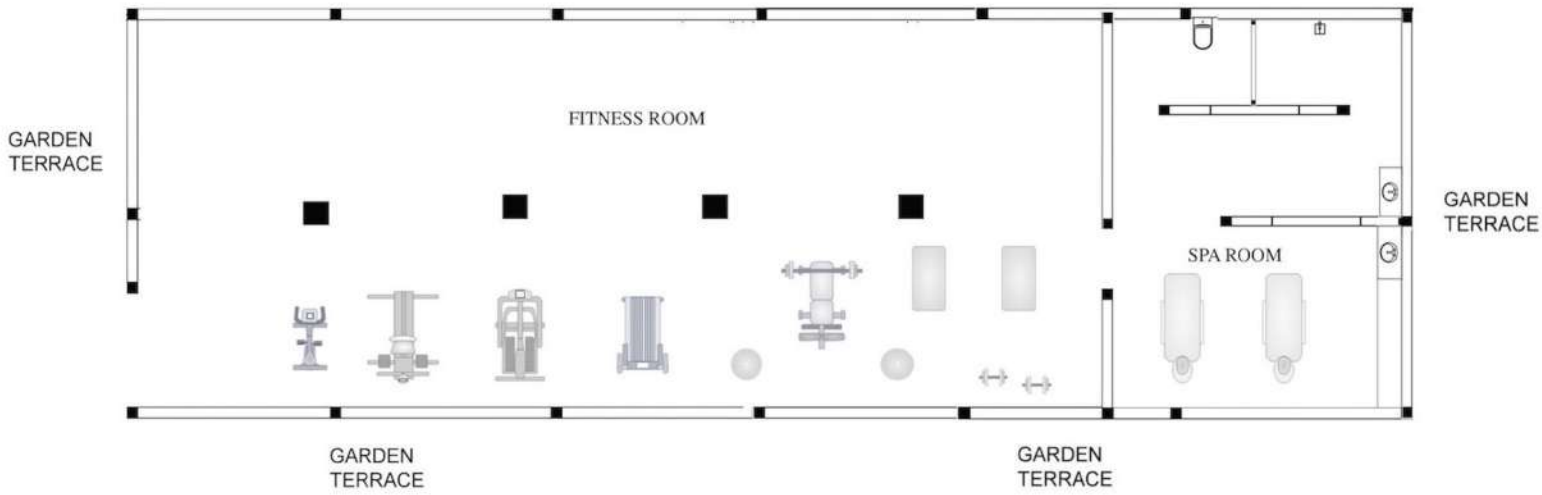 FITNESS ROOM
GARDEN
TERRACE
GARDEN
TERRACE
SPA ROOM
GARDEN
TERRACE
GARDEN
TERRACE